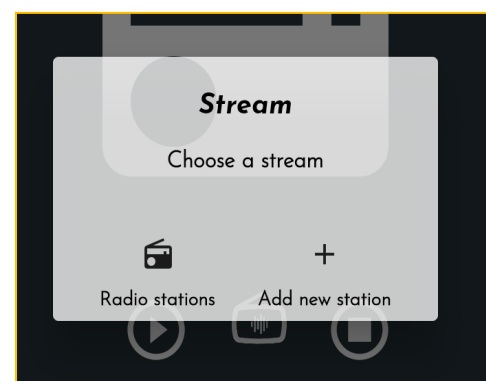 Stream
Choose a stream
Radio stations
Add new station